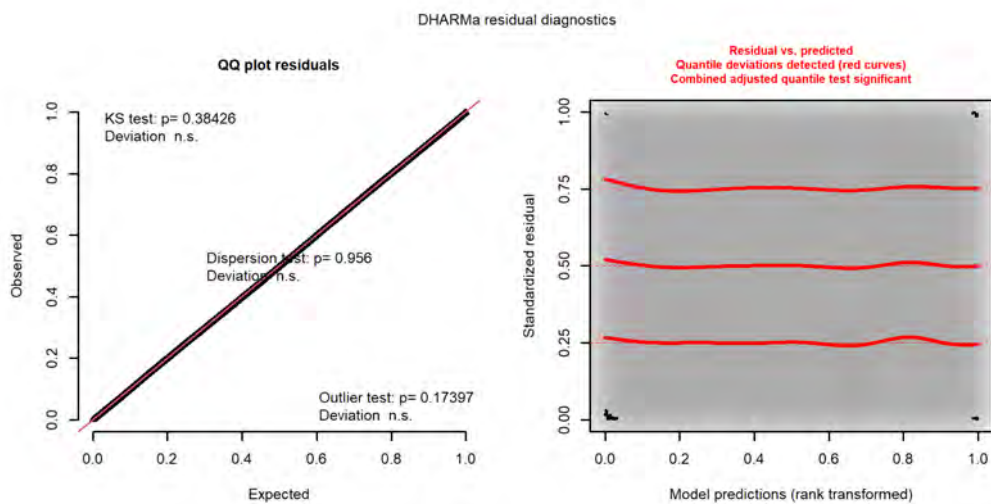 DHARMa residual diagnostics
QQ plot residuals
KS test: p= 0.38426
Deviation n.s.
Dispersion test: p= 0.956
Deviation n.s.
Outlier test: p= 0.17397
Deviation n.s.
Observed
0.0 0.2 0.4 0.6 0.8 1.0
0.0 0.2 0.4 0.6 0.8 1.0
Expected
Residual vs. predicted
Quantile deviations detected (red curves)
Combined adjusted quantile test significant
Standardized residual
0.00 0.25 0.50 0.75 1.00
0.0 0.2 0.4 0.6 0.8 1.0
Model predictions (rank transformed)